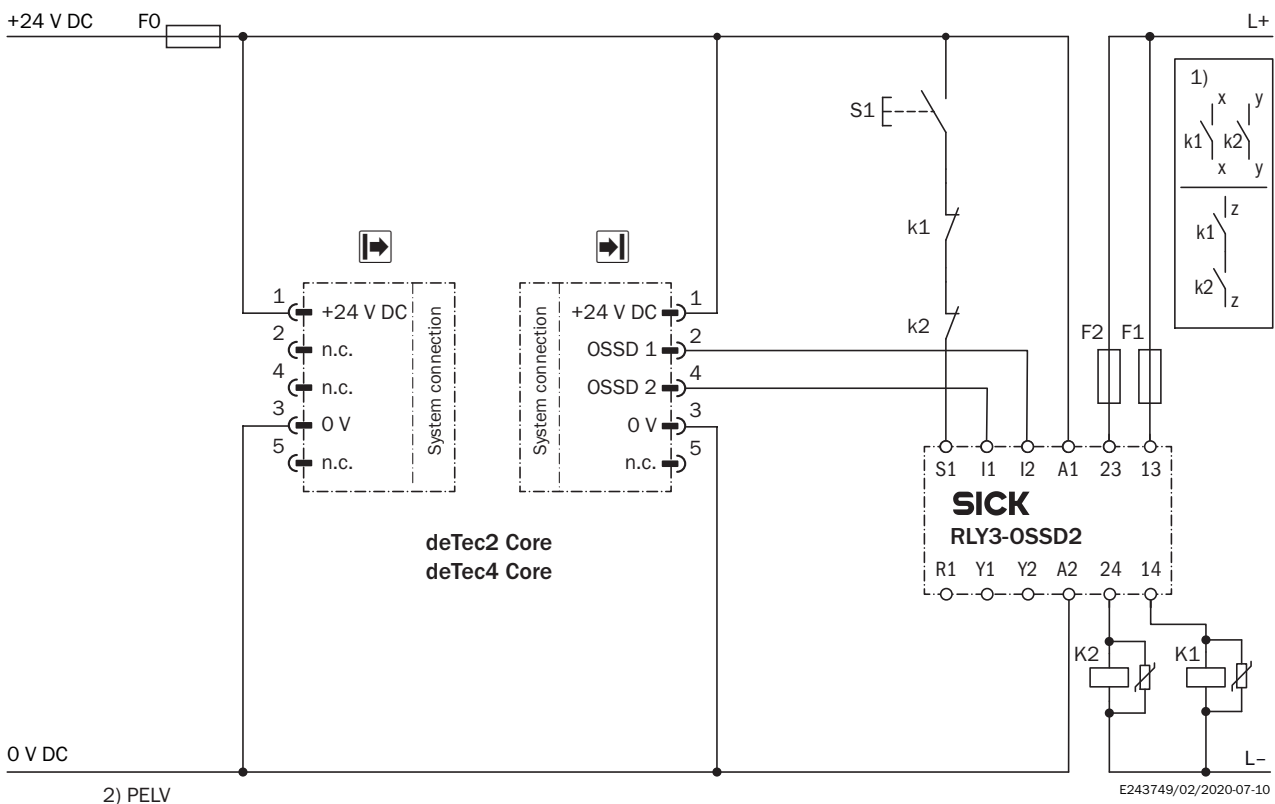 +24 V DC
F0
L+
1)
x
y
k1
k2
x
y
z
k1
k2
z
S1
k1
k2
F2
F1
1
+24 V DC
2
n.c.
4
n.c.
3
0 V
5
n.c.
System connection
System connection
+24 V DC
1
OSSD 1
2
OSSD 2
4
0 V
3
n.c.
5
deTec2 Core
deTec4 Core
S1 I1 I2 A1 23 13
SICK
RLY3-OSSD2
R1 Y1 Y2 A2 24 14
K2
K1
0 V DC
L–
2) PELV
E243749/02/2020-07-10